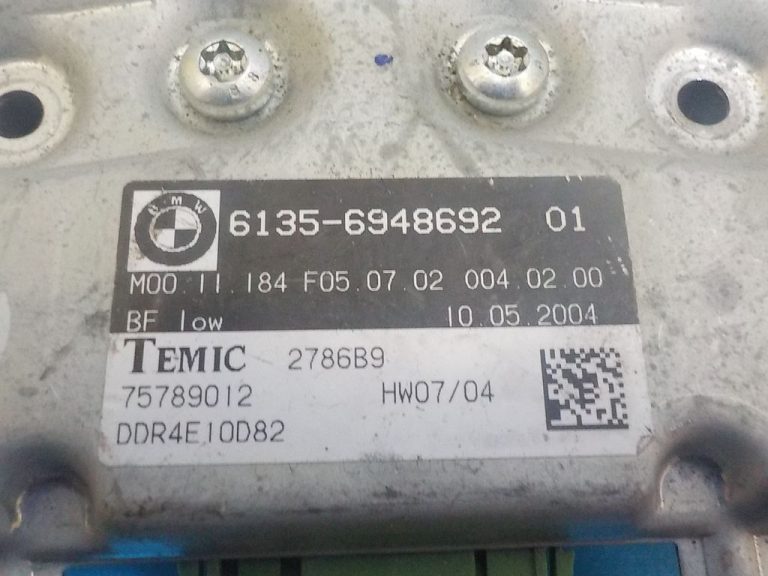 BMW
6135-6948692 01
M00.11.184 F05.07.02 004.02.00
BF low 10.05.2004
TEMIC 2786B9
75789012 HW07/04
DDR4E10D82